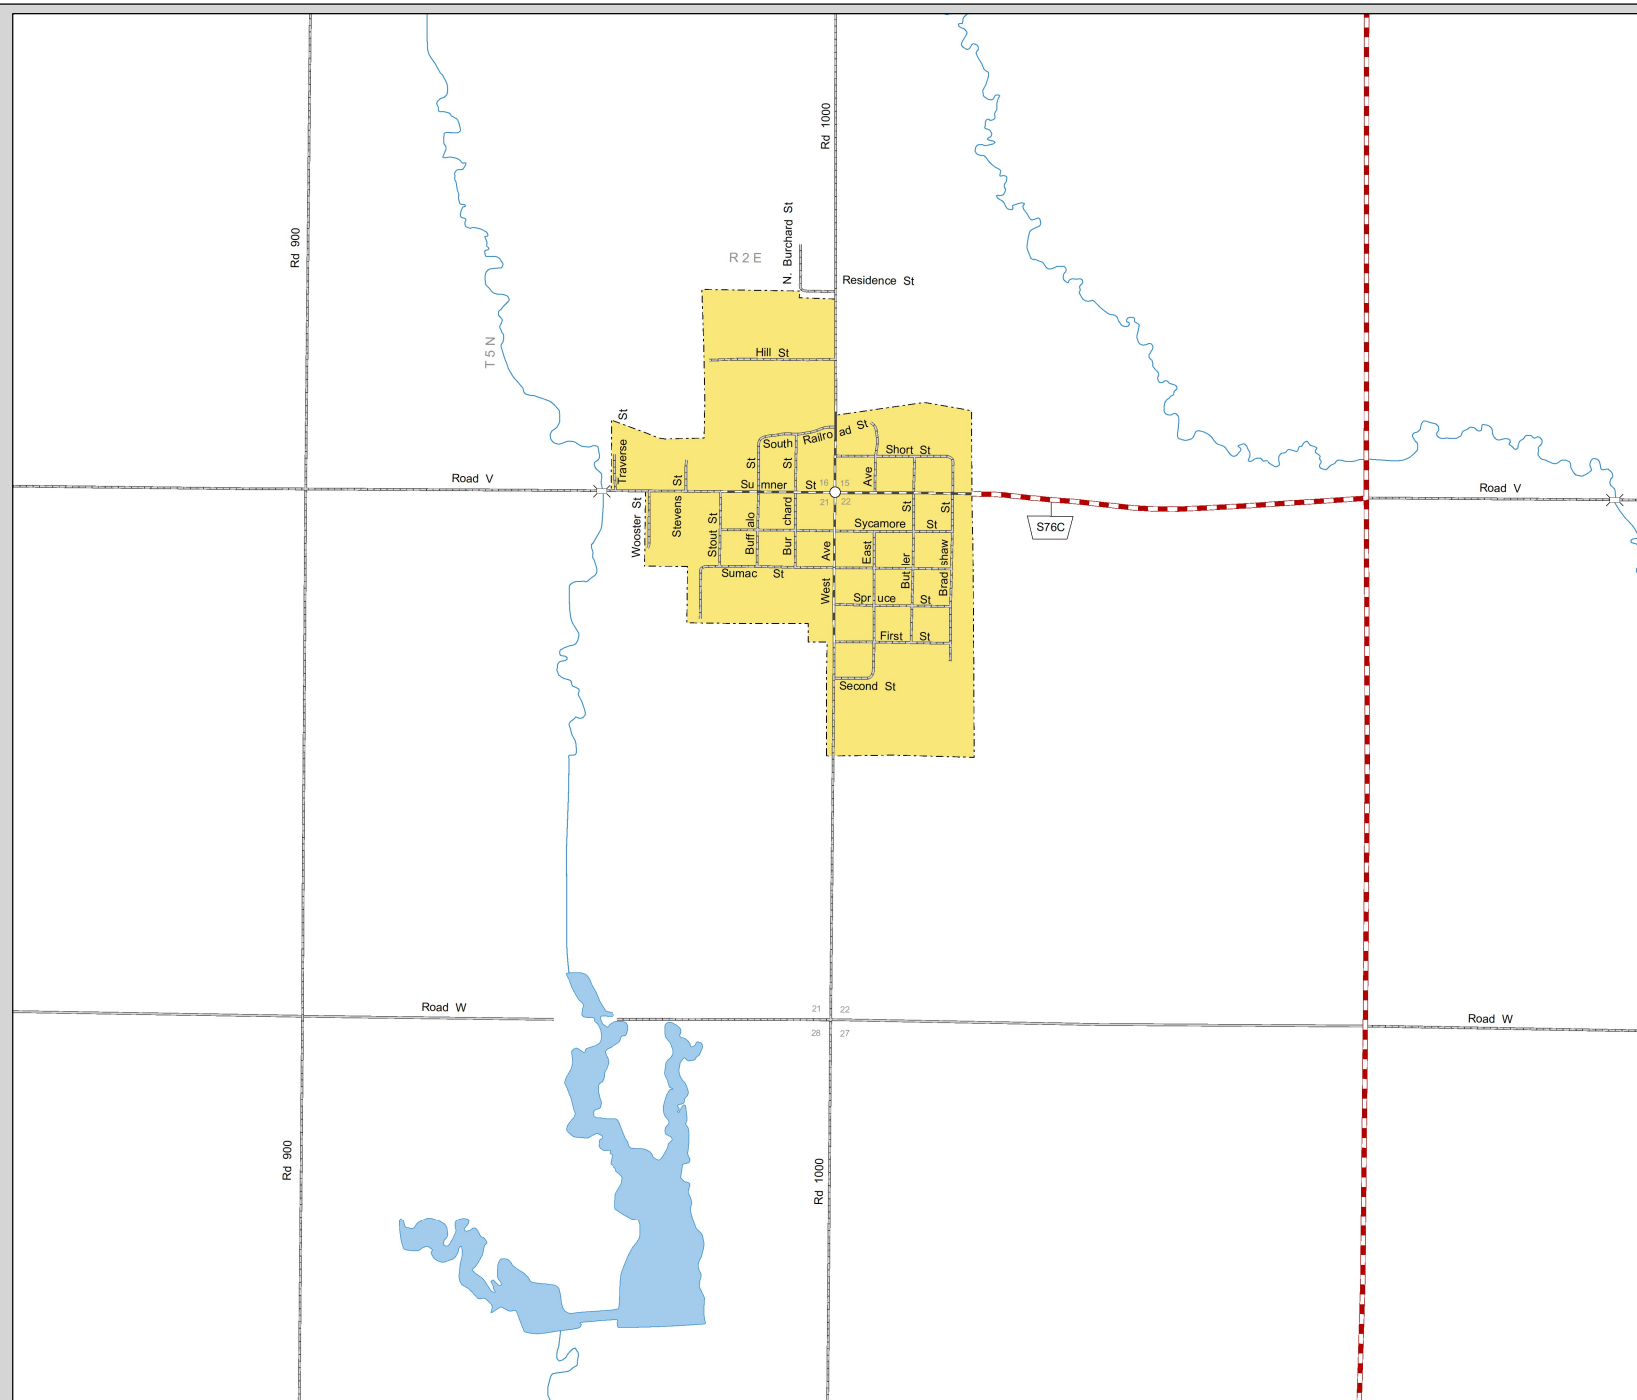 Rd 1000
Rd 900
N. Burchard St
R 2 E
Residence St
T 5 N
Hill St
Traverse St
South Railroad St
Short St
Road V
Sumner St
16 15
21 22
Road V
S76C
Wooster St
Stevens St
Stout St
Buffalo St
Burchard St
West Ave
East Ave
Butler St
Bradshaw St
Sycamore St
Sumac St
Spruce St
First St
Second St
Road W
21 22
28 27
Road W
Rd 900
Rd 1000